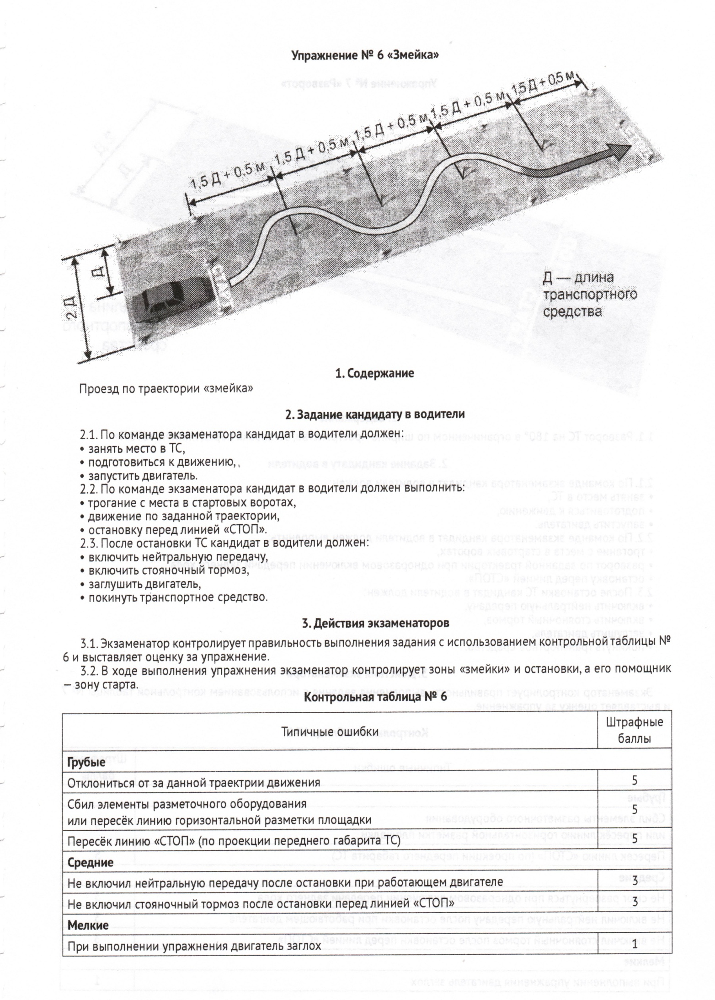 Упражнение № 6 «Змейка»
1,5 Д + 0,5 м
1,5 Д + 0,5 м
1,5 Д + 0,5 м
1,5 Д + 0,5 м
1,5 Д + 0,5 м
СТАРТ
Д
2 Д
Д — длина
транспортного
средства
1. Содержание
Проезд по траектории «змейка»
2. Задание кандидату в водители
2.1. По команде экзаменатора кандидат в водители должен:
• занять место в ТС,
• подготовиться к движению,
• запустить двигатель.
2.2. По команде экзаменатора кандидат в водители должен выполнить:
• трогание с места в стартовых воротах,
• движение по заданной траектории,
• остановку перед линией «СТОП».
2.3. После остановки ТС кандидат в водители должен:
• включить нейтральную передачу,
• включить стояночный тормоз,
• заглушить двигатель,
• покинуть транспортное средство.
3. Действия экзаменаторов
3.1. Экзаменатор контролирует правильность выполнения задания с использованием контрольной таблицы №
6 и выставляет оценку за упражнение.
3.2. В ходе выполнения упражнения экзаменатор контролирует зоны «змейки» и остановки, а его помощник
— зону старта.
Контрольная таблица № 6
Типичные ошибки
Штрафные
баллы
Грубые
Отклониться от за данной траектрии движения 5
Сбил элементы разметочного оборудования
или пересёк линию горизонтальной разметки площадки 5
Пересёк линию «СТОП» (по проекции переднего габарита ТС) 5
Средние
Не включил нейтральную передачу после остановки при работающем двигателе 3
Не включил стояночный тормоз после остановки перед линией «СТОП» 3
Мелкие
При выполнении упражнения двигатель заглох 1